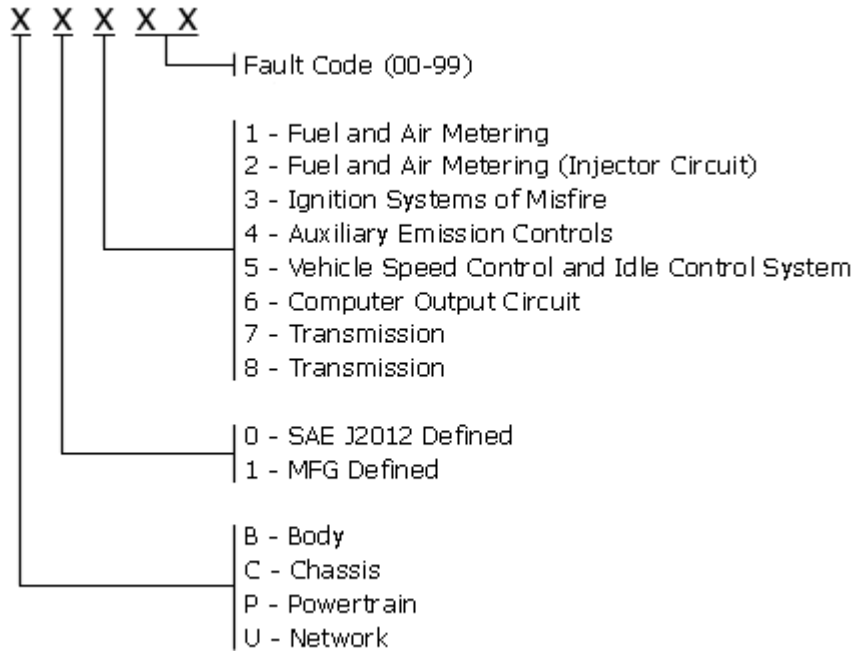 X X X X X
Fault Code (00-99)
1 - Fuel and Air Metering
2 - Fuel and Air Metering (Injector Circuit)
3 - Ignition Systems of Misfire
4 - Auxiliary Emission Controls
5 - Vehicle Speed Control and Idle Control System
6 - Computer Output Circuit
7 - Transmission
8 - Transmission
0 - SAE J2012 Defined
1 - MFG Defined
B - Body
C - Chassis
P - Powertrain
U - Network